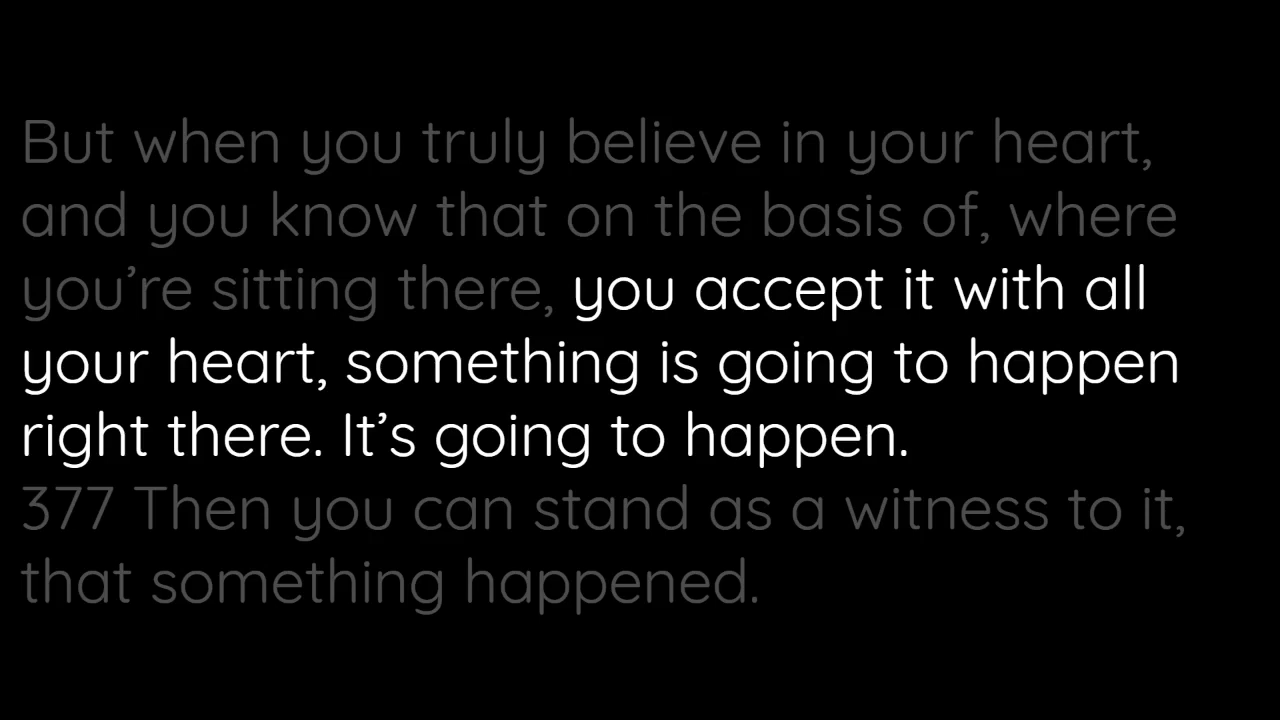 But when you truly believe in your heart,
and you know that on the basis of, where
you’re sitting there, you accept it with all
your heart, something is going to happen
right there. It’s going to happen.
377 Then you can stand as a witness to it,
that something happened.